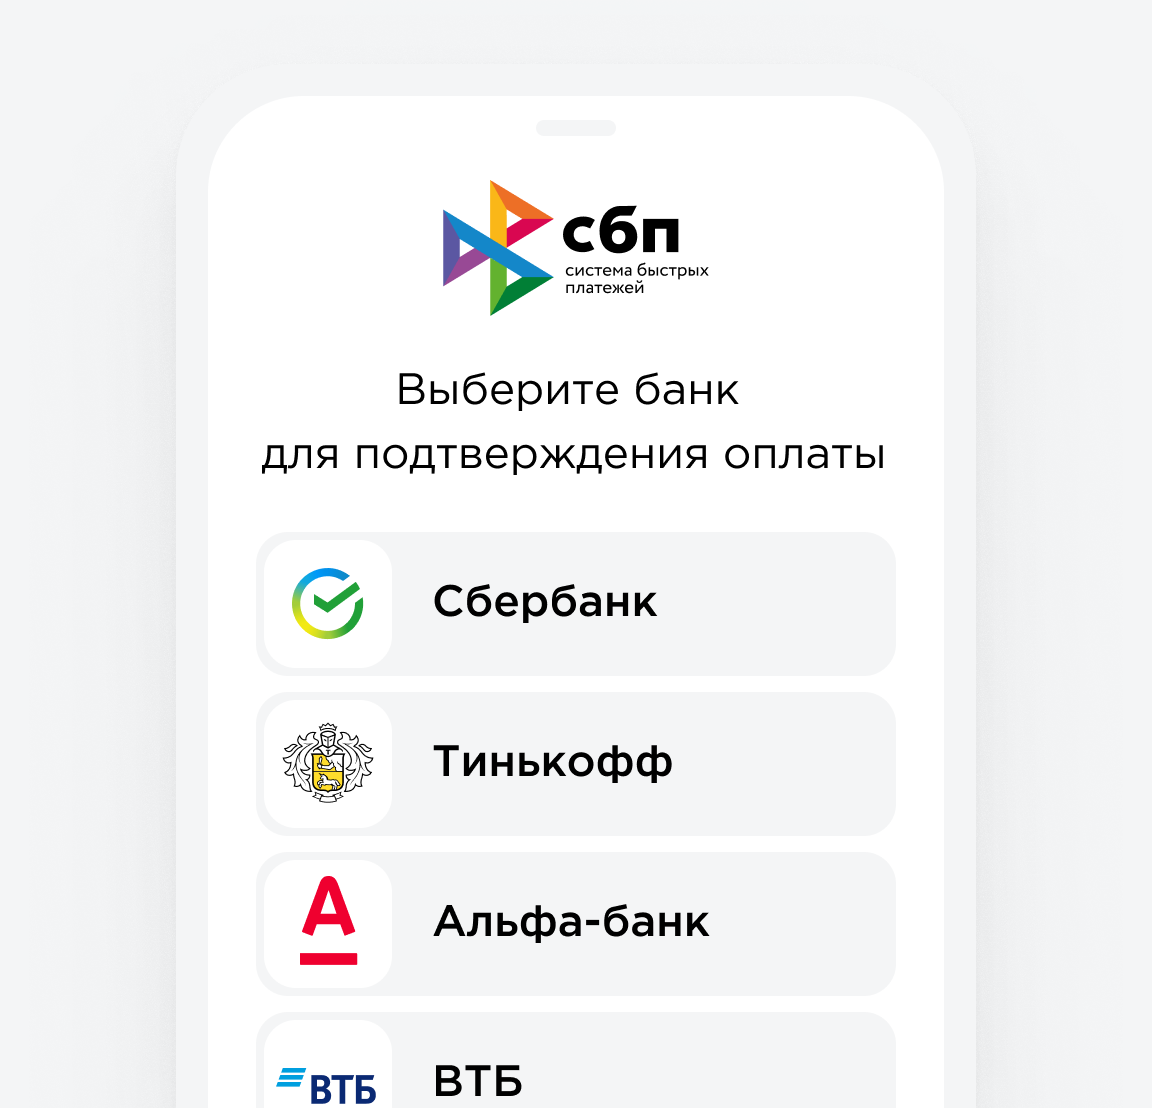 сбп
система быстрых
платежей
Выберите банк
для подтверждения оплаты
Сбербанк
Тинькофф
Альфа-банк
ВТБ ВТБ